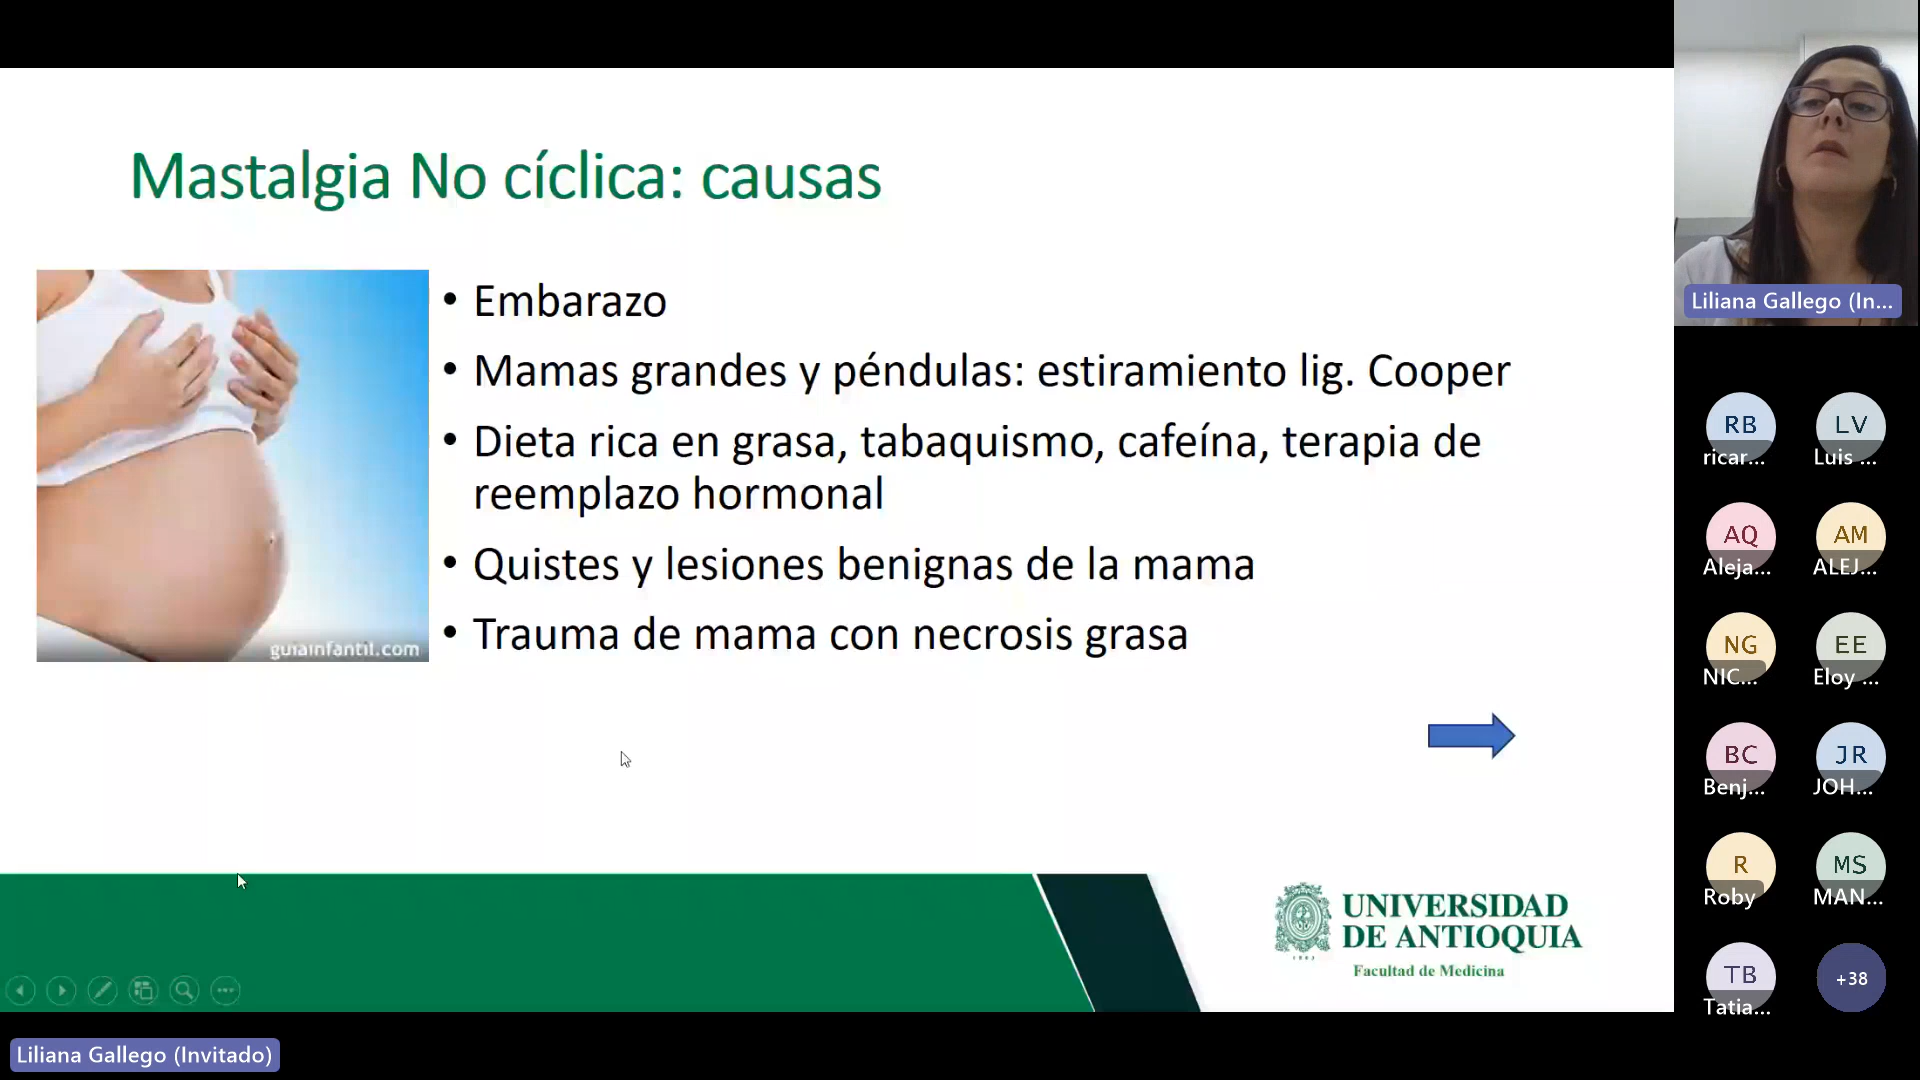 Mastalgia No cíclica: causas
guiainfantil.com
• Embarazo
• Mamas grandes y péndulas: estiramiento lig. Cooper
• Dieta rica en grasa, tabaquismo, cafeína, terapia de
reemplazo hormonal
• Quistes y lesiones benignas de la mama
• Trauma de mama con necrosis grasa
UNIVERSIDAD
DE ANTIOQUIA
1803
Facultad de Medicina
Liliana Gallego (Invitado)
Liliana Gallego (In...
RB
ricar...
LV
Luis ...
AQ
Aleja...
AM
ALEJ...
NG
NIC...
EE
Eloy ...
BC
Benj...
JR
JOH...
R
Roby
MS
MAN...
TB
Tatia...
+38